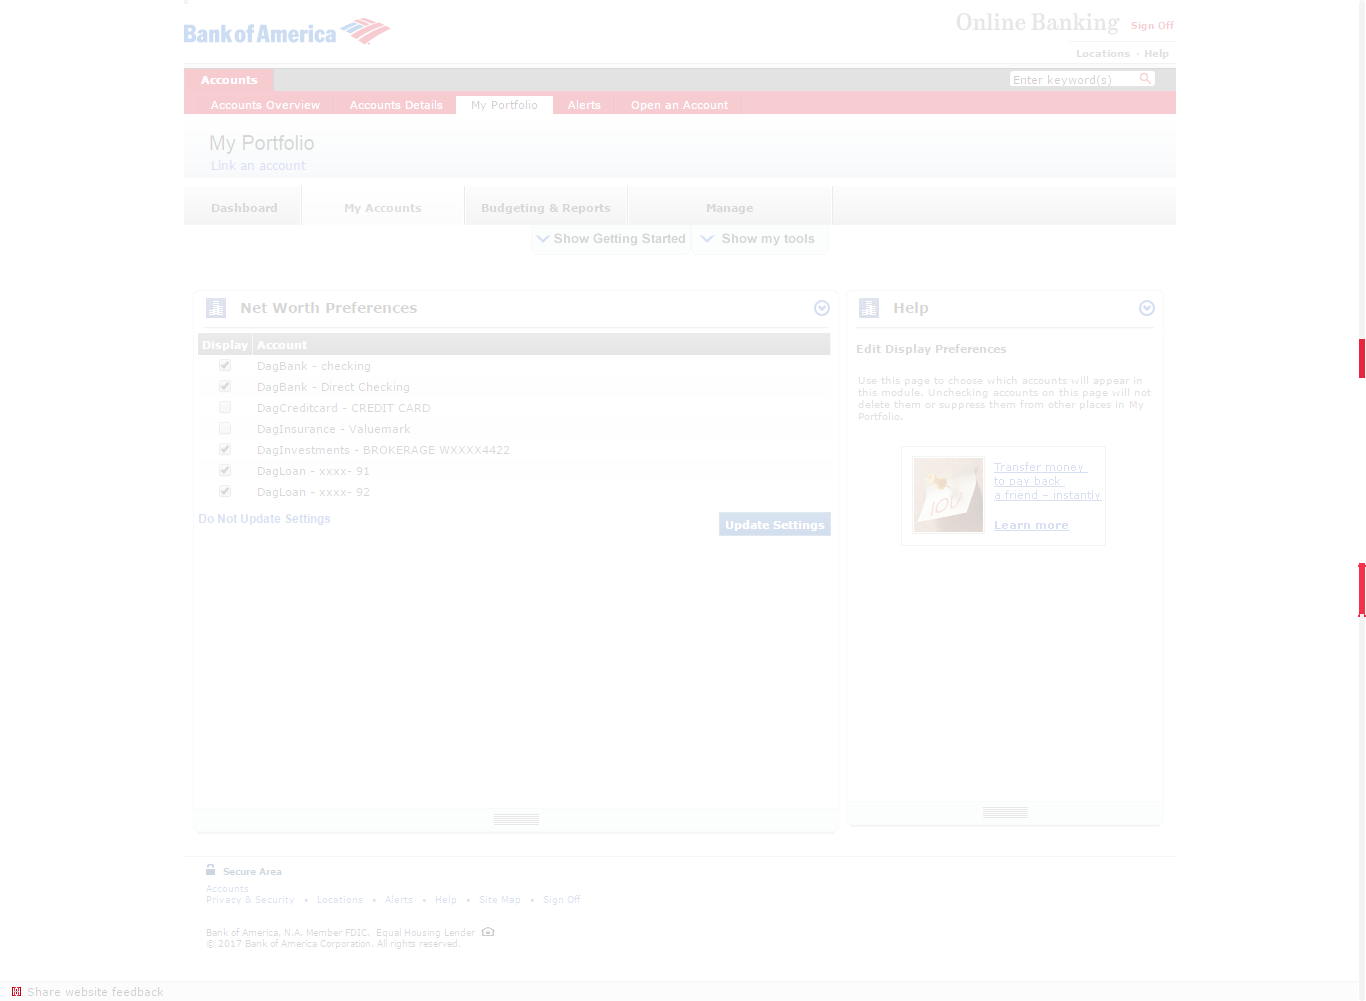 Bank of America
Online Banking
Sign Off
Locations · Help
Accounts
Enter keyword(s)
Accounts Overview
Accounts Details
My Portfolio
Alerts
Open an Account
My Portfolio
Link an account
Dashboard
My Accounts
Budgeting & Reports
Manage
Show Getting Started
Show my tools
Net Worth Preferences
Display Account
DagBank - checking
DagBank - Direct Checking
DagCreditcard - CREDIT CARD
DagInsurance - Valuemark
DagInvestments - BROKERAGE WXXXX4422
DagLoan - xxxx- 91
DagLoan - xxxx- 92
Do Not Update Settings
Update Settings
Help
Edit Display Preferences
Use this page to choose which accounts will appear in
this module. Unchecking accounts on this page will not
delete them or suppress them from other places in My
Portfolio.
IOU
Transfer money
to pay back
a friend – instantly
Learn more
Secure Area
Accounts
Privacy & Security • Locations • Alerts • Help • Site Map • Sign Off
Bank of America, N.A. Member FDIC. Equal Housing Lender
© 2017 Bank of America Corporation. All rights reserved.
[+] Share website feedback